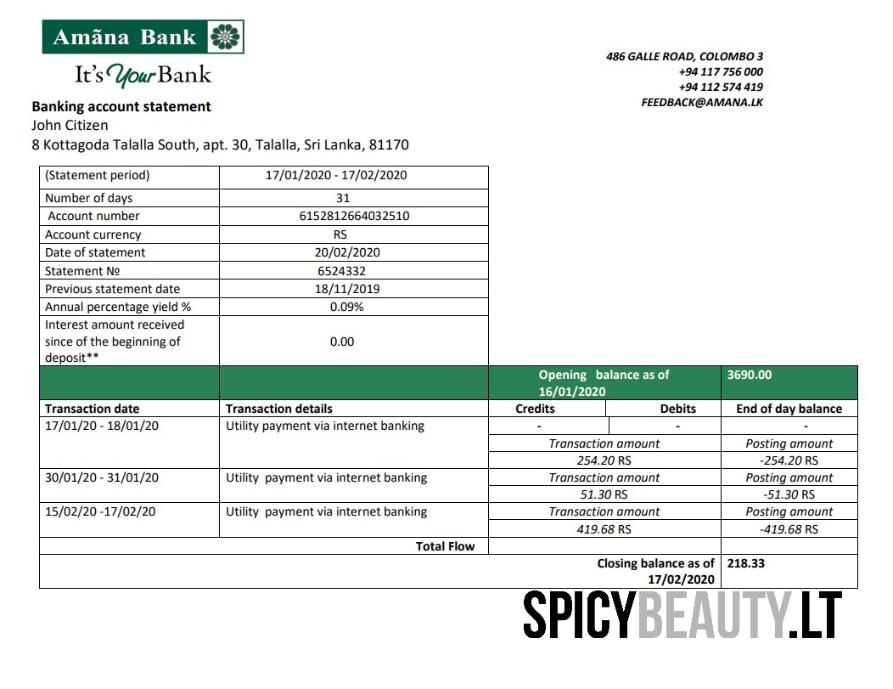 Amãna Bank
It's Your Bank
486 GALLE ROAD, COLOMBO 3
+94 117 756 000
+94 112 574 419
FEEDBACK@AMANA.LK
Banking account statement
John Citizen
8 Kottagoda Talalla South, apt. 30, Talalla, Sri Lanka, 81170
(Statement period) 17/01/2020 - 17/02/2020
Number of days 31
Account number 6152812664032510
Account currency RS
Date of statement 20/02/2020
Statement № 6524332
Previous statement date 18/11/2019
Annual percentage yield % 0.09%
Interest amount received
since of the beginning of 0.00
deposit**
Opening balance as of 3690.00
16/01/2020
Transaction date Transaction details Credits Debits End of day balance
17/01/20 - 18/01/20 Utility payment via internet banking - - -
Transaction amount Posting amount
254.20 RS -254.20 RS
30/01/20 - 31/01/20 Utility payment via internet banking Transaction amount Posting amount
51.30 RS -51.30 RS
15/02/20 -17/02/20 Utility payment via internet banking Transaction amount Posting amount
419.68 RS -419.68 RS
Total Flow
Closing balance as of 218.33
17/02/2020
SPICYBEAUTY.LT